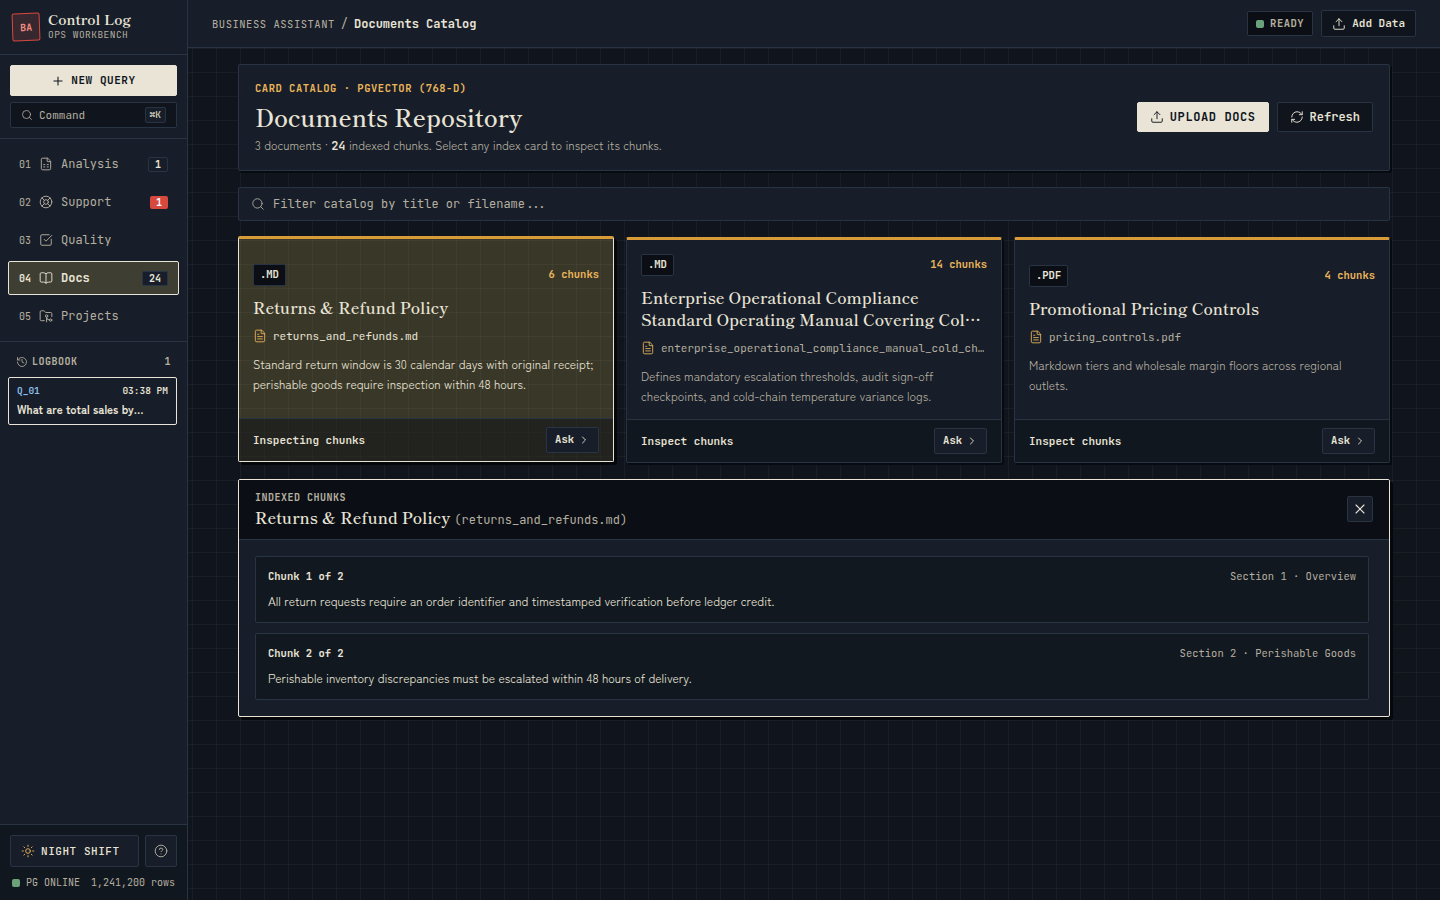 BA
Control Log
OPS WORKBENCH
NEW QUERY
Command ⌘K
01 Analysis 1
02 Support 1
03 Quality
04 Docs 24
05 Projects
LOGBOOK 1
Q_01 03:38 PM
What are total sales by...
NIGHT SHIFT
PG ONLINE 1,241,200 rows
BUSINESS ASSISTANT / Documents Catalog
READY
Add Data
CARD CATALOG · PGVECTOR (768-D)
Documents Repository
3 documents · 24 indexed chunks. Select any index card to inspect its chunks.
UPLOAD DOCS
Refresh
Filter catalog by title or filename...
.MD 6 chunks
Returns & Refund Policy
returns_and_refunds.md
Standard return window is 30 calendar days with original receipt;
perishable goods require inspection within 48 hours.
Inspecting chunks Ask
.MD 14 chunks
Enterprise Operational Compliance
Standard Operating Manual Covering Col…
enterprise_operational_compliance_manual_cold_ch…
Defines mandatory escalation thresholds, audit sign-off
checkpoints, and cold-chain temperature variance logs.
Inspect chunks Ask
.PDF 4 chunks
Promotional Pricing Controls
pricing_controls.pdf
Markdown tiers and wholesale margin floors across regional
outlets.
Inspect chunks Ask
INDEXED CHUNKS
Returns & Refund Policy (returns_and_refunds.md)
Chunk 1 of 2 Section 1 · Overview
All return requests require an order identifier and timestamped verification before ledger credit.
Chunk 2 of 2 Section 2 · Perishable Goods
Perishable inventory discrepancies must be escalated within 48 hours of delivery.